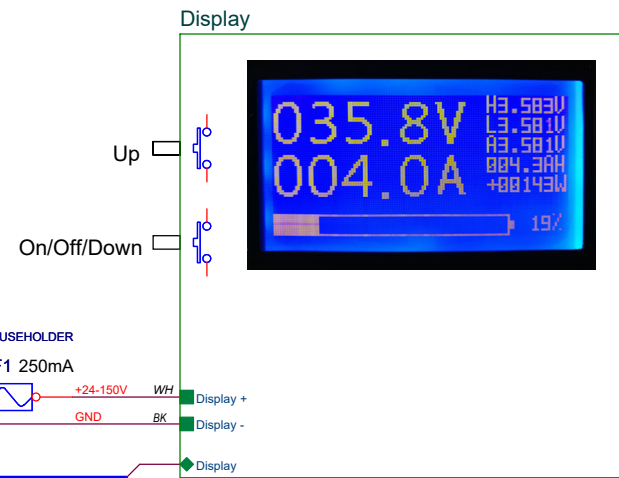 Display
035.8V
004.0A
H3.583V
L3.581V
A3.581V
004.3AH
+00143W
19%
Up
On/Off/Down
USEHOLDER
F1 250mA
+24-150V WH Display +
GND BK Display -
Display